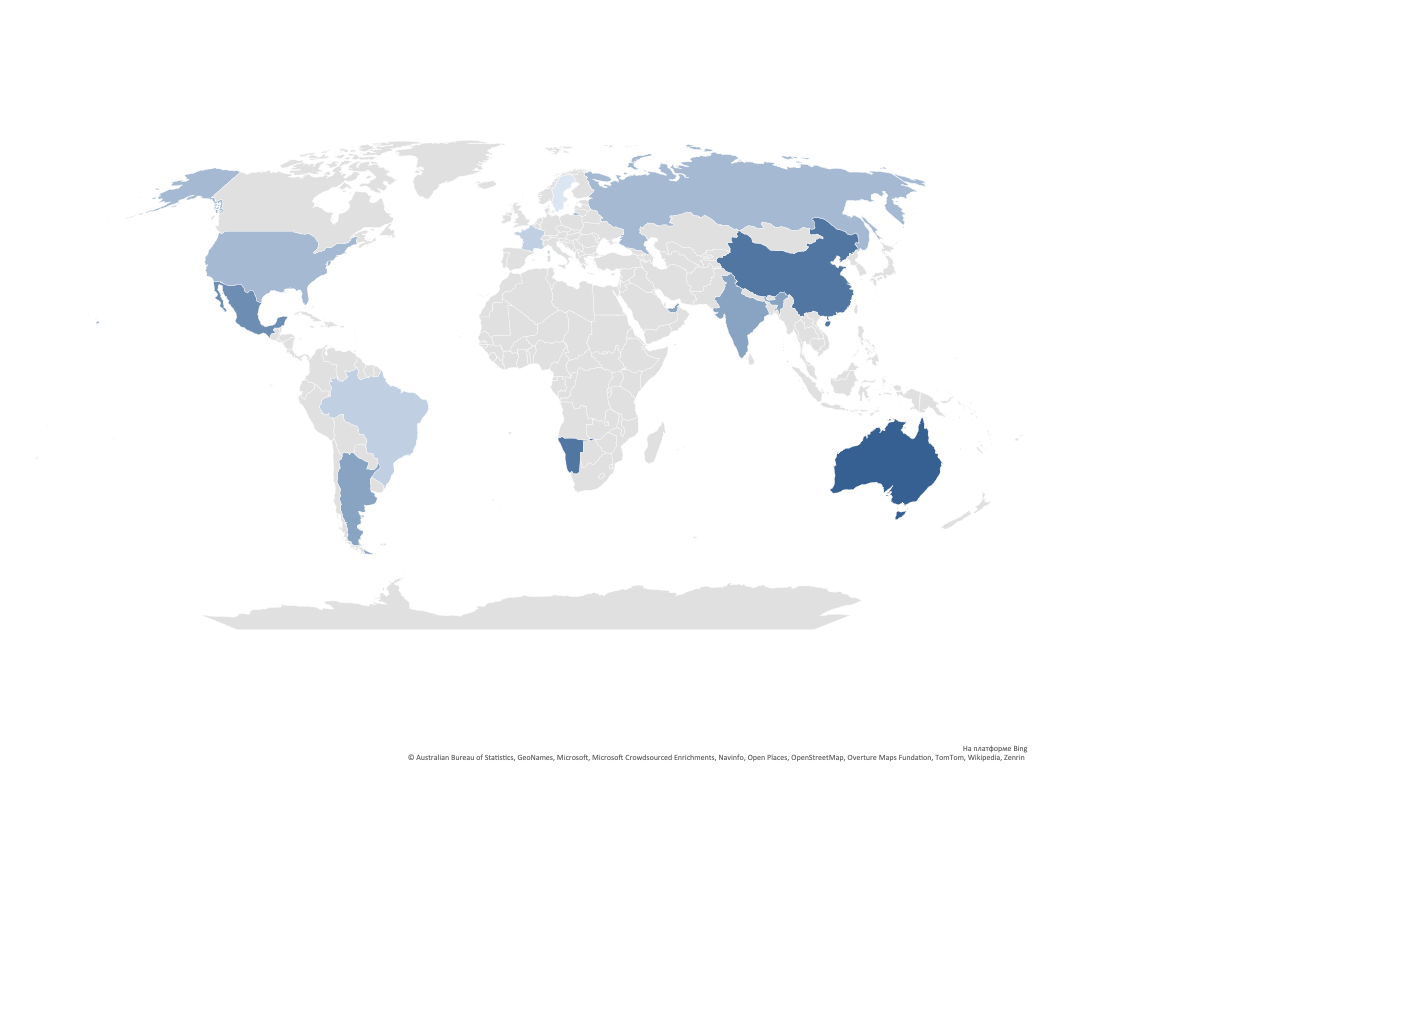 На платформе Bing
© Australian Bureau of Statistics, GeoNames, Microsoft, Microsoft Crowdsourced Enrichments, Navinfo, Open Places, OpenStreetMap, Overture Maps Fundation, TomTom, Wikipedia, Zenrin